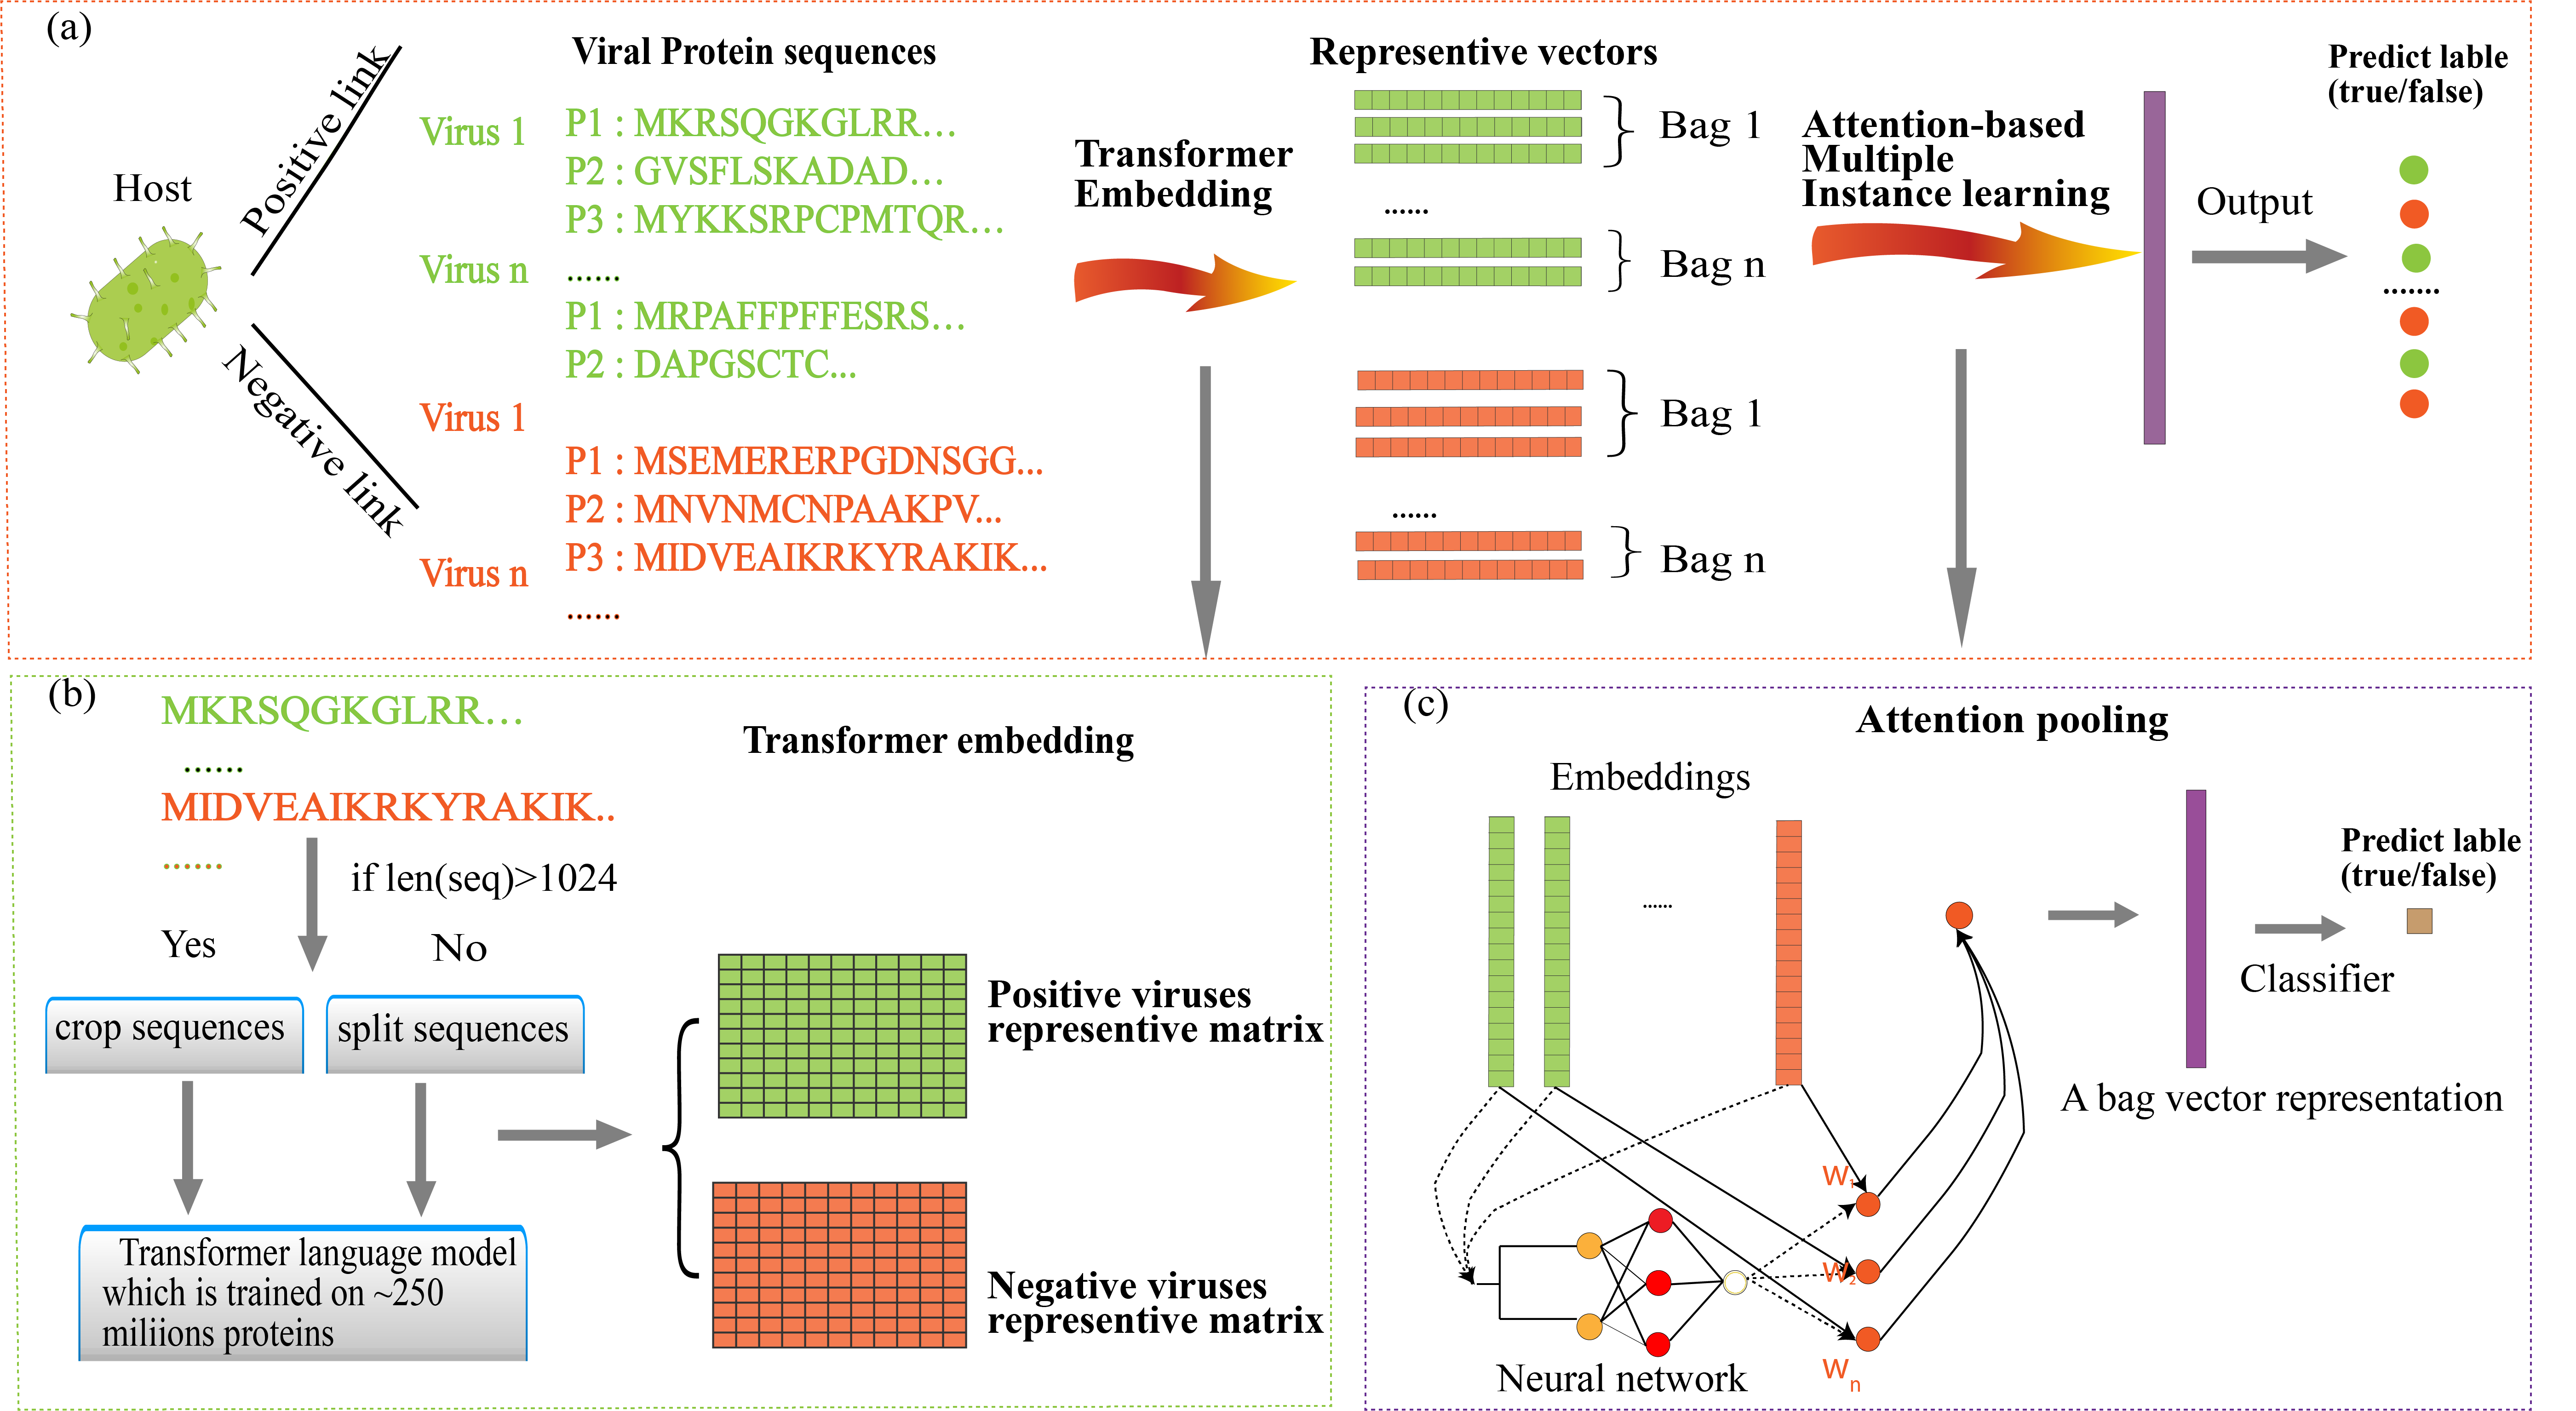 (a)
Host
Positive link
Negative link
Viral Protein sequences
Virus 1
P1 : MKRSQGKGLRR...
P2 : GVSFLSKADAD...
P3 : MYKKSRPCPMTQR...
Virus n
......
P1 : MRPAFFPFFESRS...
P2 : DAPGSCTC...
Virus 1
P1 : MSEMERERPGDNSGG...
P2 : MNVNMCNPAAKPV...
P3 : MIDVEAIKRKYRAKIK...
Virus n
......
Transformer
Embedding
Representive vectors
Bag 1
......
Bag n
Bag 1
......
Bag n
Attention-based
Multiple
Instance learning
Output
Predict lable
(true/false)
.......
(b)
MKRSQGKGLRR...
......
MIDVEAIKRKYRAKIK..
......
if len(seq)>1024
Yes
No
crop sequences
split sequences
Transformer language model
which is trained on ~250
miliions proteins
Transformer embedding
Positive viruses
representive matrix
Negative viruses
representive matrix
(c)
Attention pooling
Embeddings
......
W1
W2
Wn
Neural network
A bag vector representation
Classifier
Predict lable
(true/false)